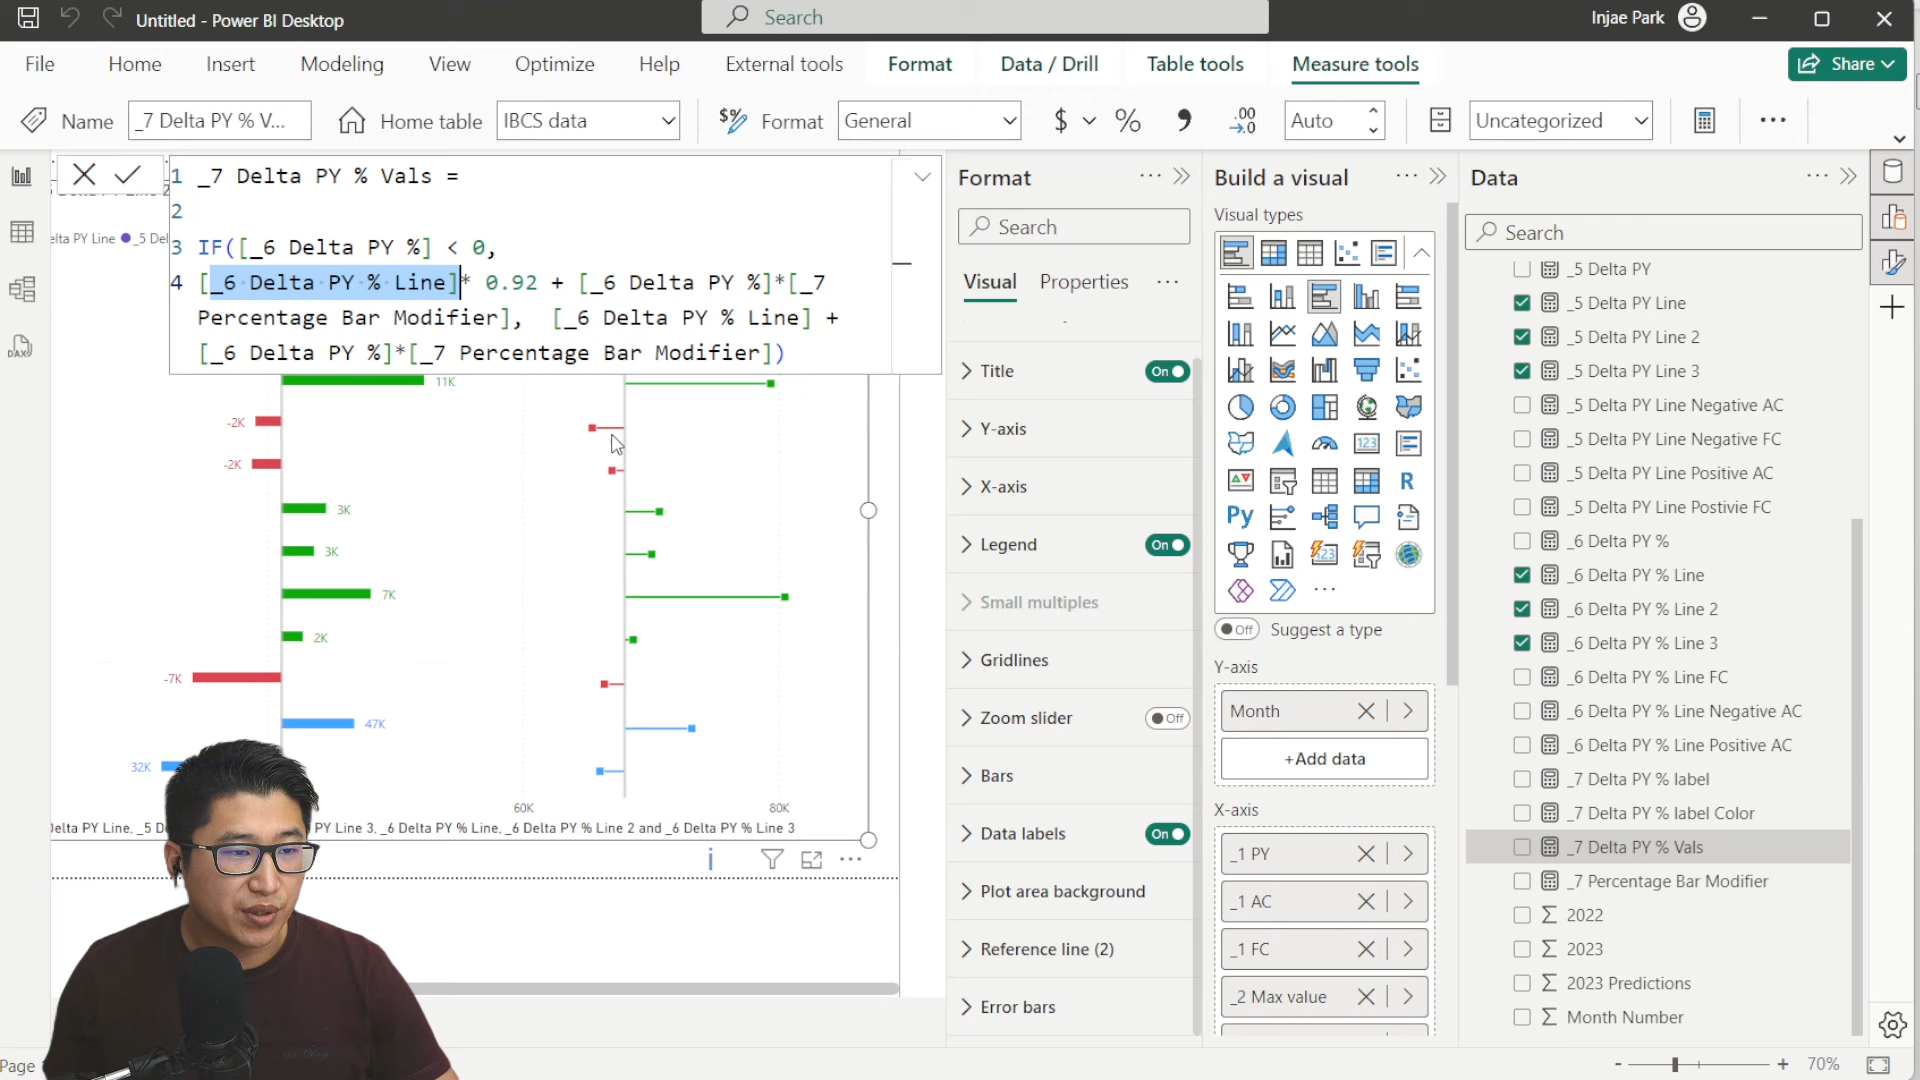 Untitled - Power BI Desktop
Search
Injae Park
File
Home
Insert
Modeling
View
Optimize
Help
External tools
Format
Data / Drill
Table tools
Measure tools
Share
Name
_7 Delta PY % V...
Home table
IBCS data
Format
General
$
%
.00
→.0
Auto
Uncategorized
...
1 _7 Delta PY % Vals =
2
3 IF([_6 Delta PY %] < 0,
4 [_6 Delta PY % Line]* 0.92 + [_6 Delta PY %]*[_7
Percentage Bar Modifier],  [_6 Delta PY % Line] +
[_6 Delta PY %]*[_7 Percentage Bar Modifier])
elta PY Line
_5 Del
11K
-2K
-2K
3K
3K
7K
2K
-7K
47K
32K
60K
80K
PY Line 3, _6 Delta PY % Line, _6 Delta PY % Line 2 and _6 Delta PY % Line 3
Page
Format
Search
Visual
Properties
Title
On
Y-axis
X-axis
Legend
On
Small multiples
Gridlines
Zoom slider
Off
Bars
Data labels
On
Plot area background
Reference line (2)
Error bars
Build a visual
Visual types
123
R
Py
123
Off
Suggest a type
Y-axis
Month
+Add data
X-axis
_1 PY
_1 AC
_1 FC
_2 Max value
Data
Search
_5 Delta PY
_5 Delta PY Line
_5 Delta PY Line 2
_5 Delta PY Line 3
_5 Delta PY Line Negative AC
_5 Delta PY Line Negative FC
_5 Delta PY Line Positive AC
_5 Delta PY Line Postivie FC
_6 Delta PY %
_6 Delta PY % Line
_6 Delta PY % Line 2
_6 Delta PY % Line 3
_6 Delta PY % Line FC
_6 Delta PY % Line Negative AC
_6 Delta PY % Line Positive AC
_7 Delta PY % label
_7 Delta PY % label Color
_7 Delta PY % Vals
_7 Percentage Bar Modifier
2022
2023
2023 Predictions
Month Number
DAX
- + 70%